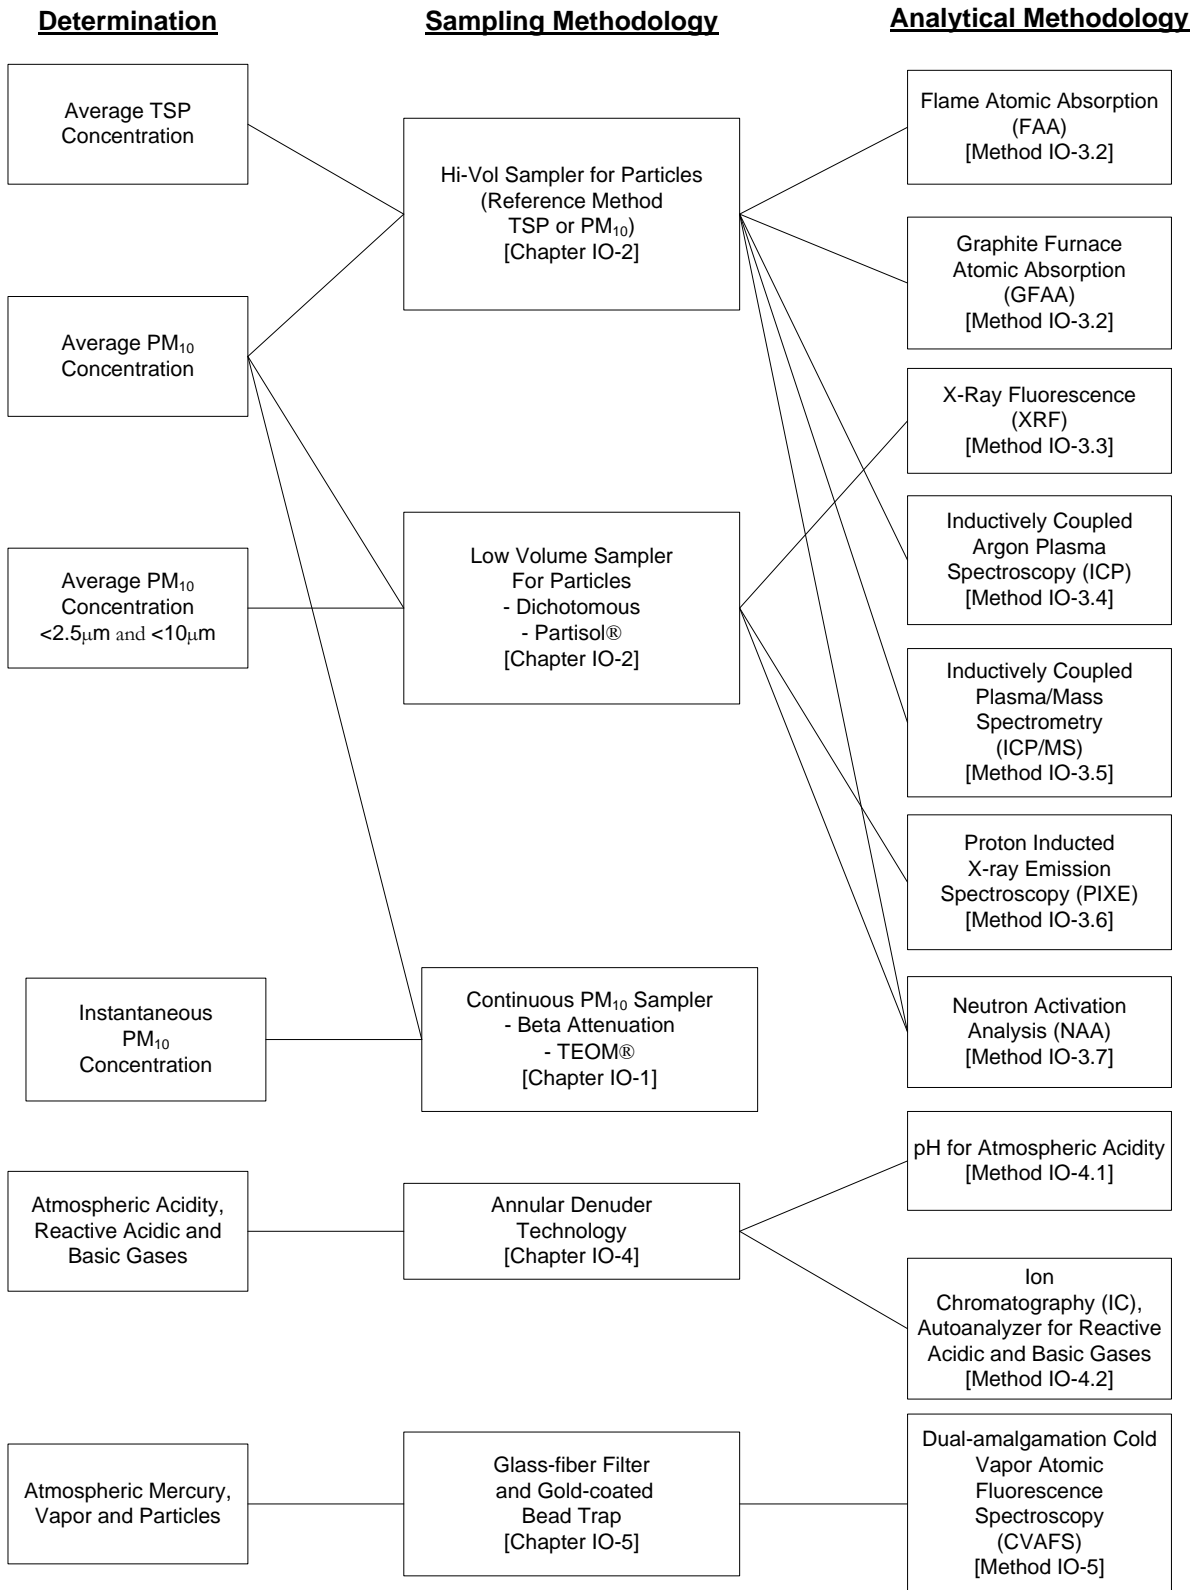 Determination
Sampling Methodology
Analytical Methodology
Average TSP
Concentration
Average PM₁₀
Concentration
Average PM₁₀
Concentration
<2.5μm and <10μm
Instantaneous
PM₁₀
Concentration
Atmospheric Acidity,
Reactive Acidic and
Basic Gases
Atmospheric Mercury,
Vapor and Particles
Hi-Vol Sampler for Particles
(Reference Method
TSP or PM₁₀)
[Chapter IO-2]
Low Volume Sampler
For Particles
- Dichotomous
- Partisol®
[Chapter IO-2]
Continuous PM₁₀ Sampler
- Beta Attenuation
- TEOM®
[Chapter IO-1]
Annular Denuder
Technology
[Chapter IO-4]
Glass-fiber Filter
and Gold-coated
Bead Trap
[Chapter IO-5]
Flame Atomic Absorption
(FAA)
[Method IO-3.2]
Graphite Furnace
Atomic Absorption
(GFAA)
[Method IO-3.2]
X-Ray Fluorescence
(XRF)
[Method IO-3.3]
Inductively Coupled
Argon Plasma
Spectroscopy (ICP)
[Method IO-3.4]
Inductively Coupled
Plasma/Mass
Spectrometry
(ICP/MS)
[Method IO-3.5]
Proton Inducted
X-ray Emission
Spectroscopy (PIXE)
[Method IO-3.6]
Neutron Activation
Analysis (NAA)
[Method IO-3.7]
pH for Atmospheric Acidity
[Method IO-4.1]
Ion
Chromatography (IC),
Autoanalyzer for Reactive
Acidic and Basic Gases
[Method IO-4.2]
Dual-amalgamation Cold
Vapor Atomic
Fluorescence
Spectroscopy
(CVAFS)
[Method IO-5]